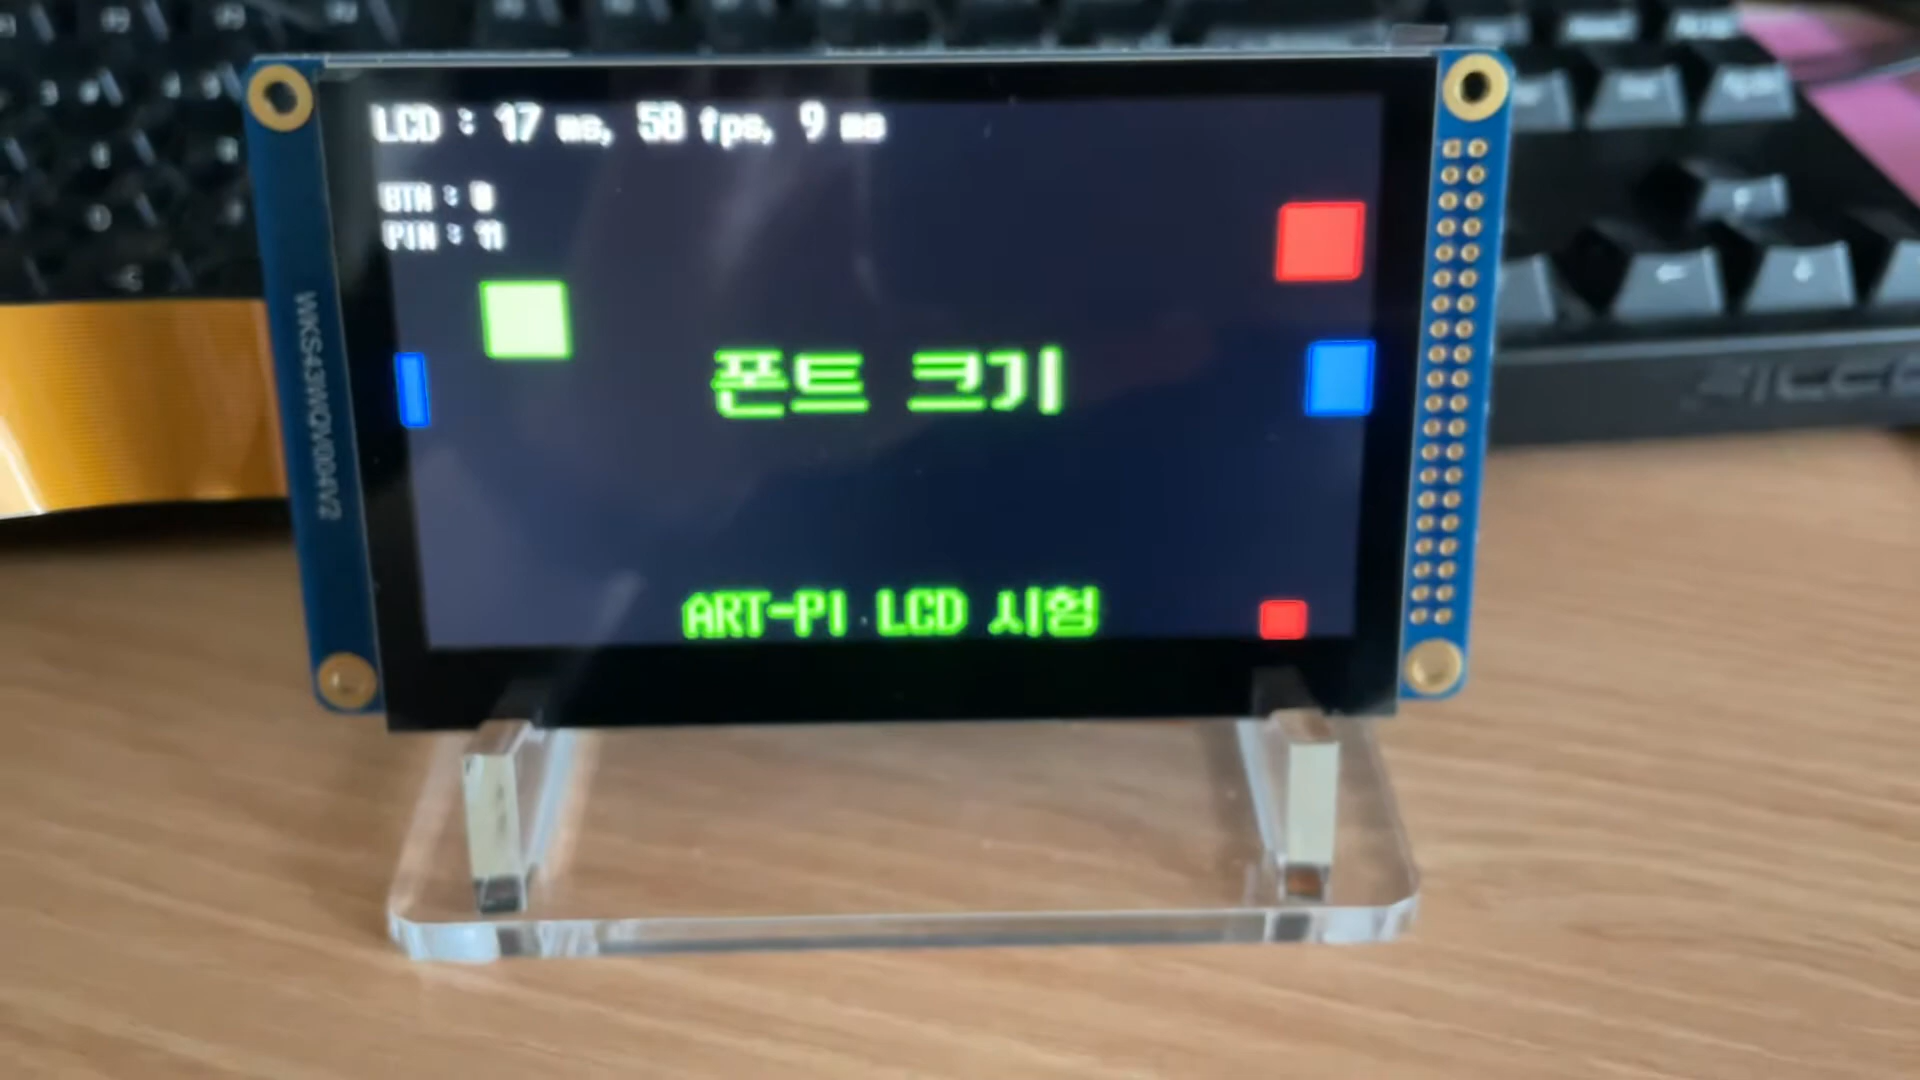 LCD : 17 ms, 58 fps, 9 ms
BTN : 0
PIN : 11
폰트 크기
ART-PI LCD 시험
WKS43WQV004V2